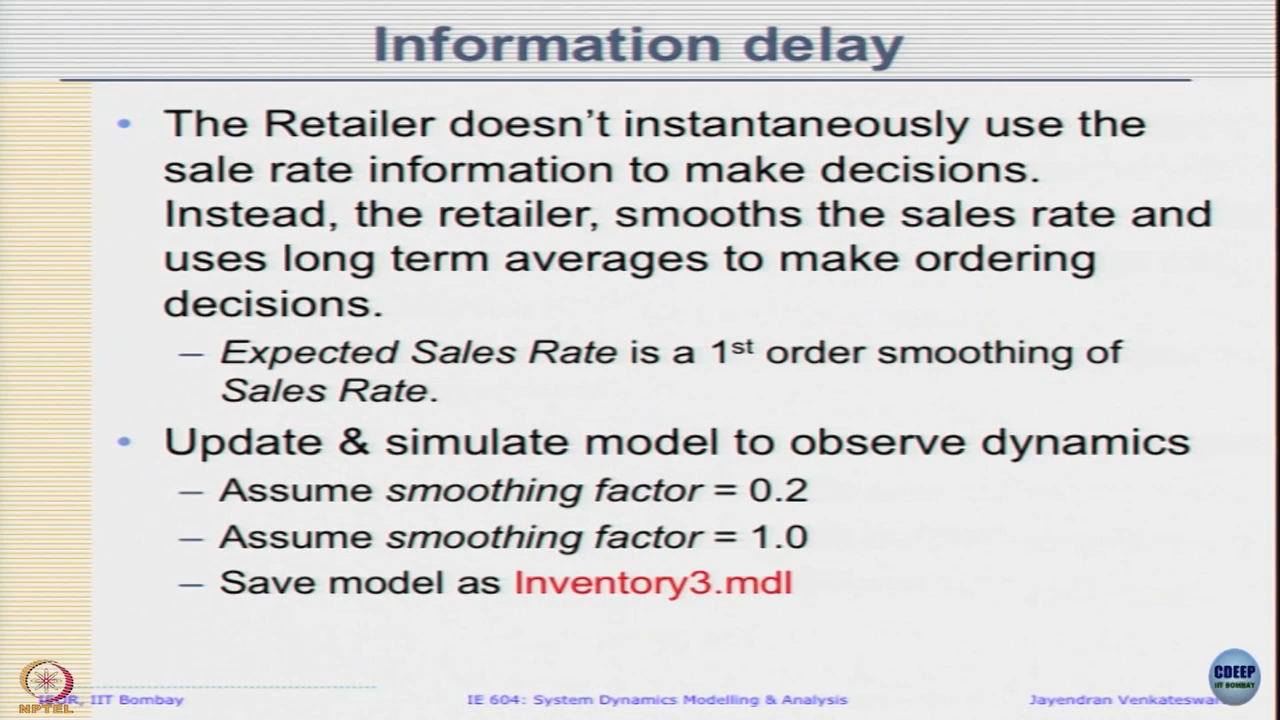 Information delay
• The Retailer doesn't instantaneously use the
sale rate information to make decisions.
Instead, the retailer, smooths the sales rate and
uses long term averages to make ordering
decisions.
– Expected Sales Rate is a 1st order smoothing of
Sales Rate.
• Update & simulate model to observe dynamics
– Assume smoothing factor = 0.2
– Assume smoothing factor = 1.0
– Save model as Inventory3.mdl
IIT Bombay
IE 604: System Dynamics Modelling & Analysis
Jayendran
NPTEL
CDEEP
IIT BOMBAY